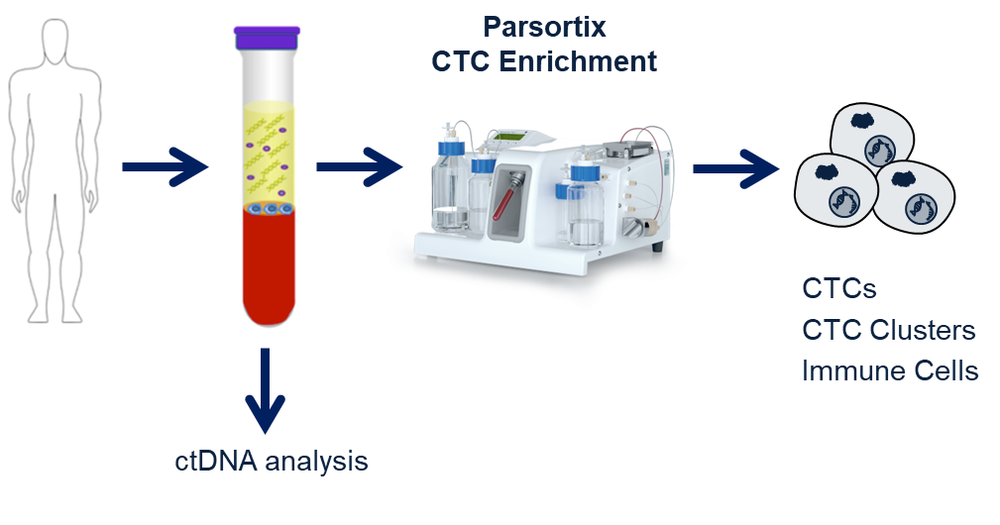 Parsortix
CTC Enrichment
CTCs
CTC Clusters
Immune Cells
ctDNA analysis